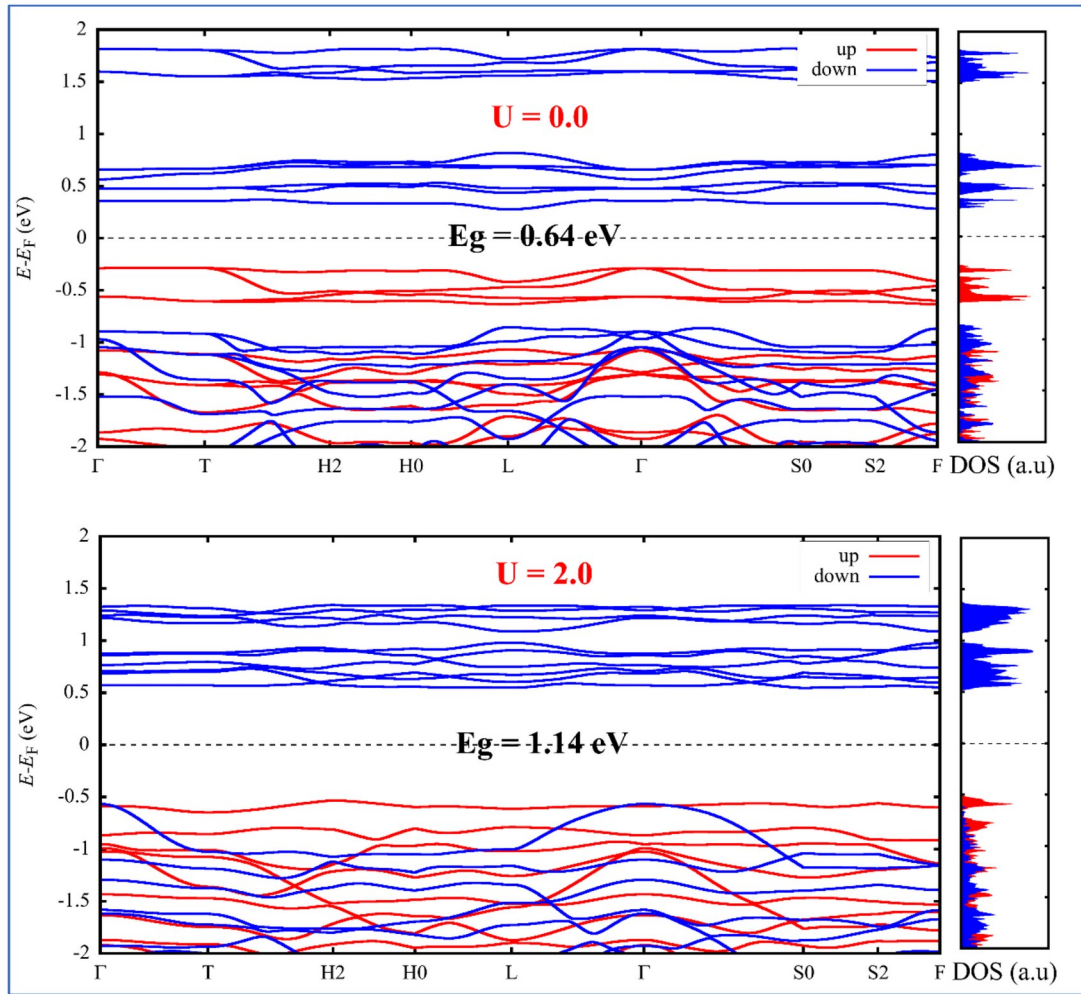 2
1.5
1
0.5
0
-0.5
-1
-1.5
-2
E-E_F (eV)
up
down
U = 0.0
Eg = 0.64 eV
Γ T H2 H0 L Γ S0 S2 F
DOS (a.u)
2
1.5
1
0.5
0
-0.5
-1
-1.5
-2
E-E_F (eV)
up
down
U = 2.0
Eg = 1.14 eV
Γ T H2 H0 L Γ S0 S2 F
DOS (a.u)